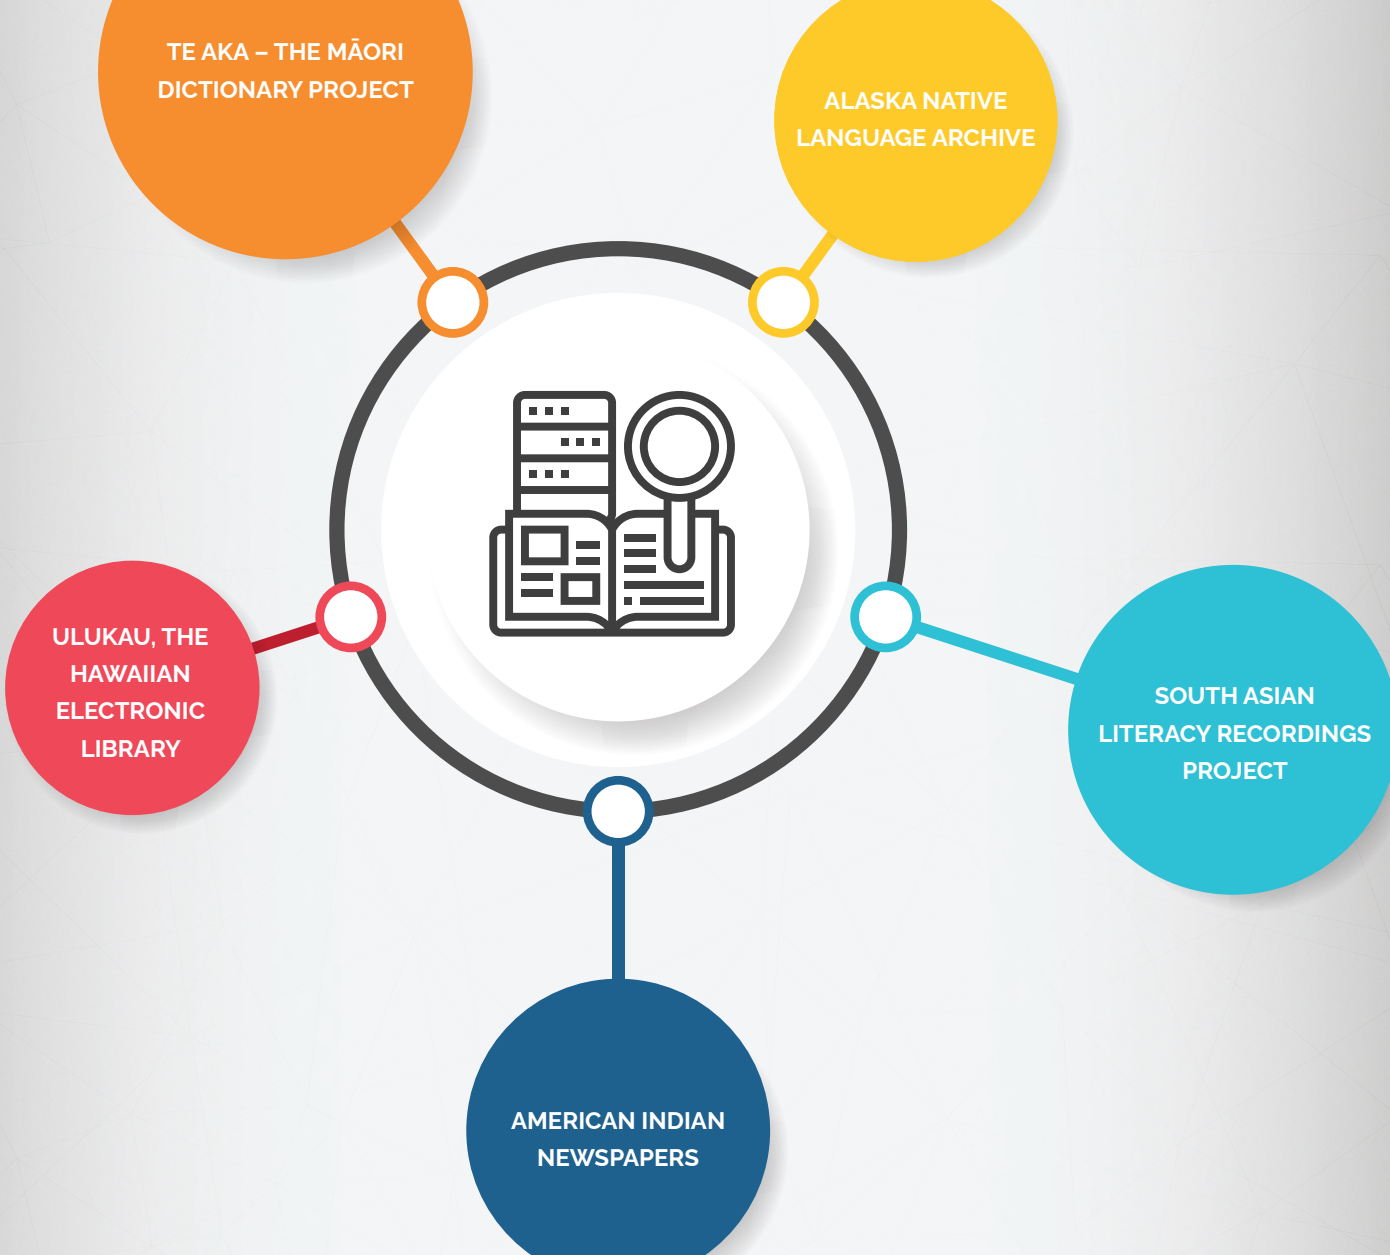 TE AKA – THE MĀORI
DICTIONARY PROJECT
ALASKA NATIVE
LANGUAGE ARCHIVE
ULUKAU, THE
HAWAIIAN
ELECTRONIC
LIBRARY
SOUTH ASIAN
LITERACY RECORDINGS
PROJECT
AMERICAN INDIAN
NEWSPAPERS